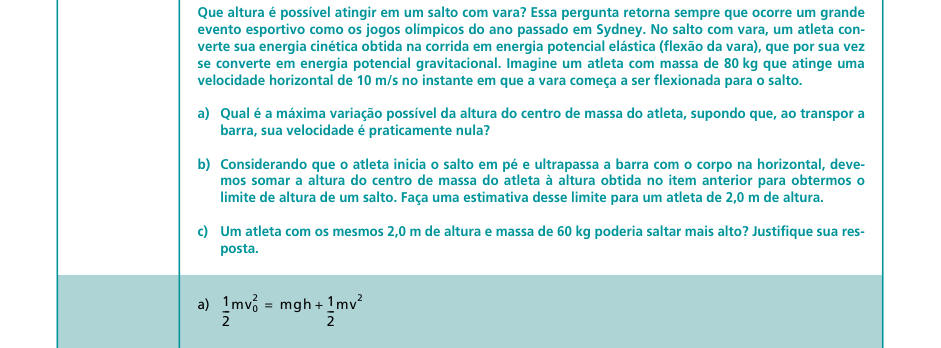 Que altura é possível atingir em um salto com vara? Essa pergunta retorna sempre que ocorre um grande
evento esportivo como os jogos olímpicos do ano passado em Sydney. No salto com vara, um atleta con-
verte sua energia cinética obtida na corrida em energia potencial elástica (flexão da vara), que por sua vez
se converte em energia potencial gravitacional. Imagine um atleta com massa de 80 kg que atinge uma
velocidade horizontal de 10 m/s no instante em que a vara começa a ser flexionada para o salto.
a) Qual é a máxima variação possível da altura do centro de massa do atleta, supondo que, ao transpor a
barra, sua velocidade é praticamente nula?
b) Considerando que o atleta inicia o salto em pé e ultrapassa a barra com o corpo na horizontal, deve-
mos somar a altura do centro de massa do atleta à altura obtida no item anterior para obtermos o
limite de altura de um salto. Faça uma estimativa desse limite para um atleta de 2,0 m de altura.
c) Um atleta com os mesmos 2,0 m de altura e massa de 60 kg poderia saltar mais alto? Justifique sua res-
posta.
a) 1/2 mv₀² = mgh + 1/2 mv²